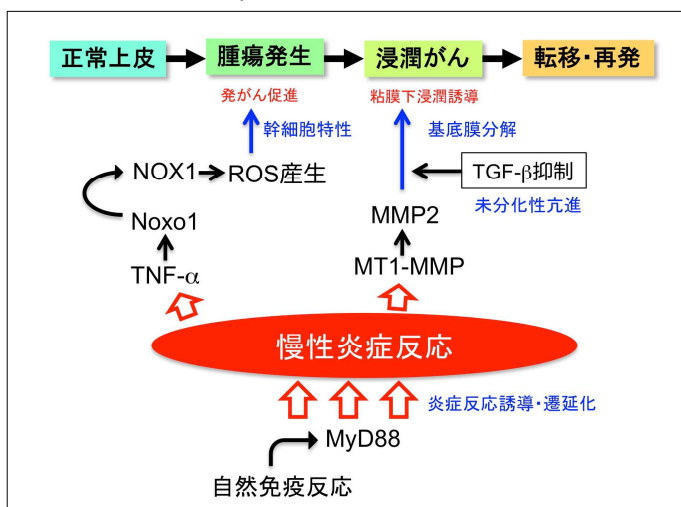 正常上皮
腫瘍発生
浸潤がん
転移・再発
発がん促進
粘膜下浸潤誘導
幹細胞特性
基底膜分解
NOX1
ROS産生
TGF-β抑制
未分化性亢進
Noxo1
MMP2
TNF-α
MT1-MMP
慢性炎症反応
炎症反応誘導・遷延化
MyD88
自然免疫反応